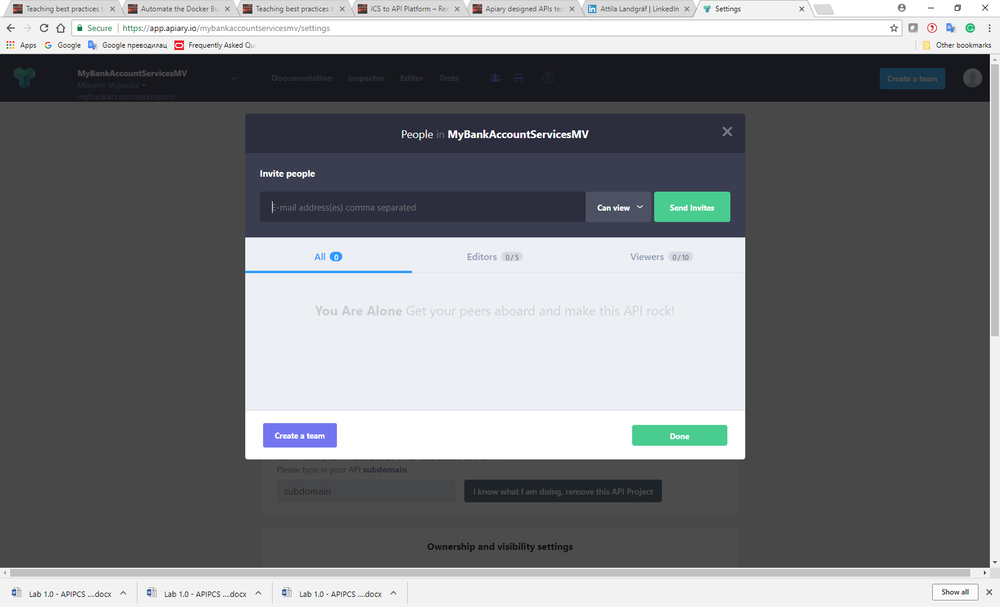 Teaching best practices t
Automate the Docker Bu
Teaching best practices t
ICS to API Platform – Rec
Apiary designed APIs tes
Attila Landgráf | LinkedIn
Settings
Secure
https://app.apiary.io/mybankaccountservicesmv/settings
Apps
Google
Google преводилац
Frequently Asked Qu
Other bookmarks
MyBankAccountServicesMV
Milomir Vojvodic •
mybankaccountservicesmv
Documentation
Inspector
Editor
Tests
Create a team
People in MyBankAccountServicesMV
Invite people
E-mail address(es) comma separated
Can view
Send Invites
All 0
Editors 0/5
Viewers 0/10
You Are Alone Get your peers aboard and make this API rock!
Create a team
Done
Please type in your API subdomain.
subdomain
I know what I am doing, remove this API Project
Ownership and visibility settings
Lab 1.0 - APIPCS ....docx
Lab 1.0 - APIPCS ....docx
Lab 1.0 - APIPCS ....docx
Show all